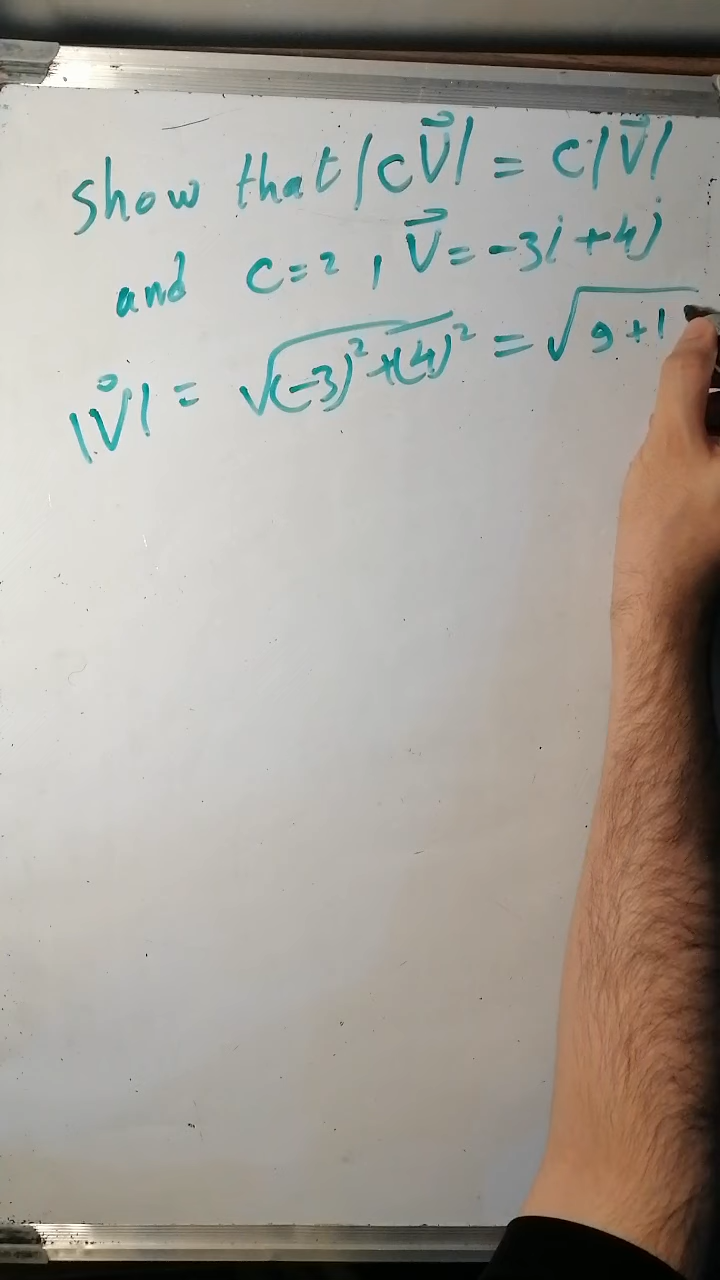 show that |cV⃗| = c|V⃗|
and c=2 , V⃗ = -3i + 4j
|V⃗| = √(-3)² + (4)² = √9+1